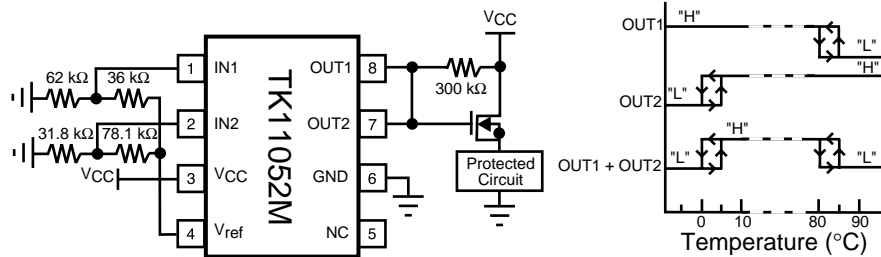 62 kΩ
36 kΩ
31.8 kΩ
78.1 kΩ
VCC
1 IN1
2 IN2
3 VCC
4 Vref
TK11052M
OUT1 8
OUT2 7
GND 6
NC 5
VCC
300 kΩ
Protected
Circuit
OUT1
"H"
"L"
OUT2
"L"
"H"
OUT1 + OUT2
"L"
"H"
"L"
0 10 80 90
Temperature (°C)